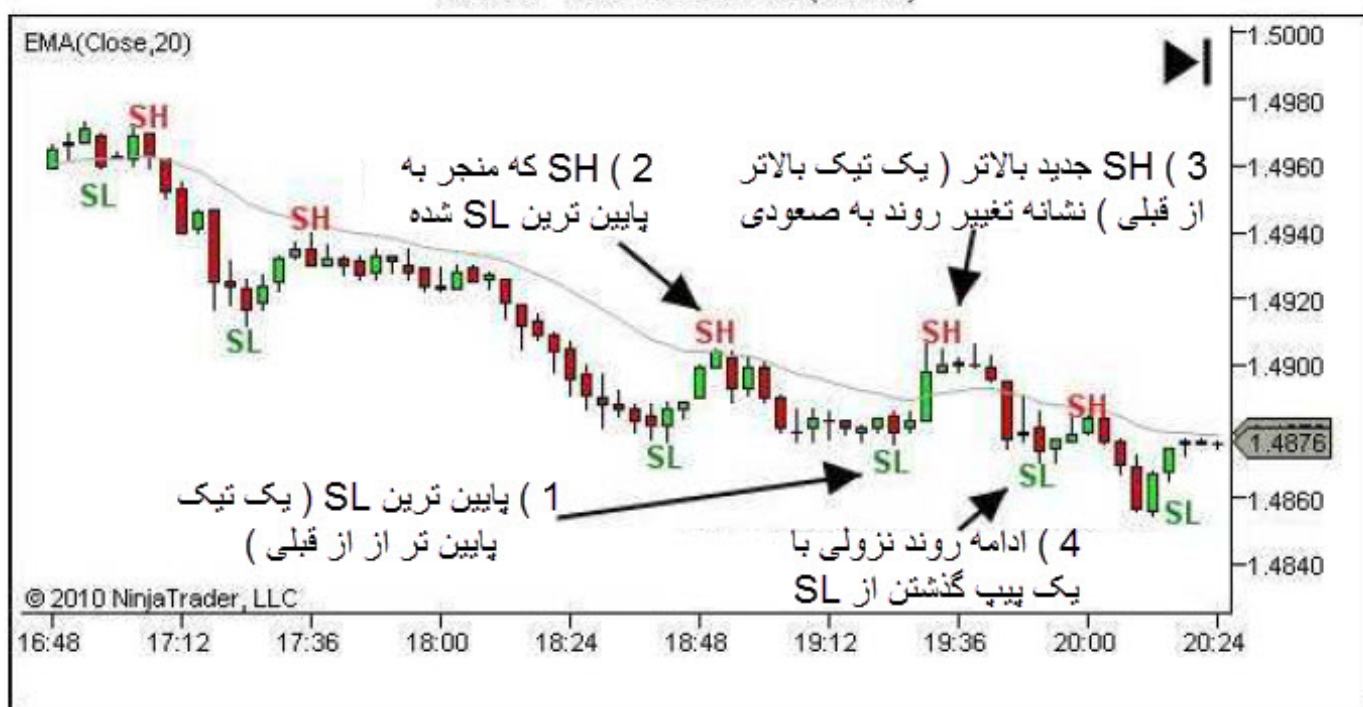 EMA(Close,20)
1.5000
1.4980
1.4960
1.4940
1.4920
1.4900
1.4876
1.4860
1.4840
SH
SL
SH
SL
2 ) SH که منجر به
پایین ترین SL شده
3 ) SH جدید بالاتر ( یک تیک بالاتر
از قبلی ) نشانه تغییر روند به صعودی
SH
SL
SH
SL
SH
SL
SL
1 ) پایین ترین SL ( یک تیک
پایین تر از از قبلی )
4 ) ادامه روند نزولی با
یک پیپ گذشتن از SL
© 2010 NinjaTrader, LLC
16:48 17:12 17:36 18:00 18:24 18:48 19:12 19:36 20:00 20:24